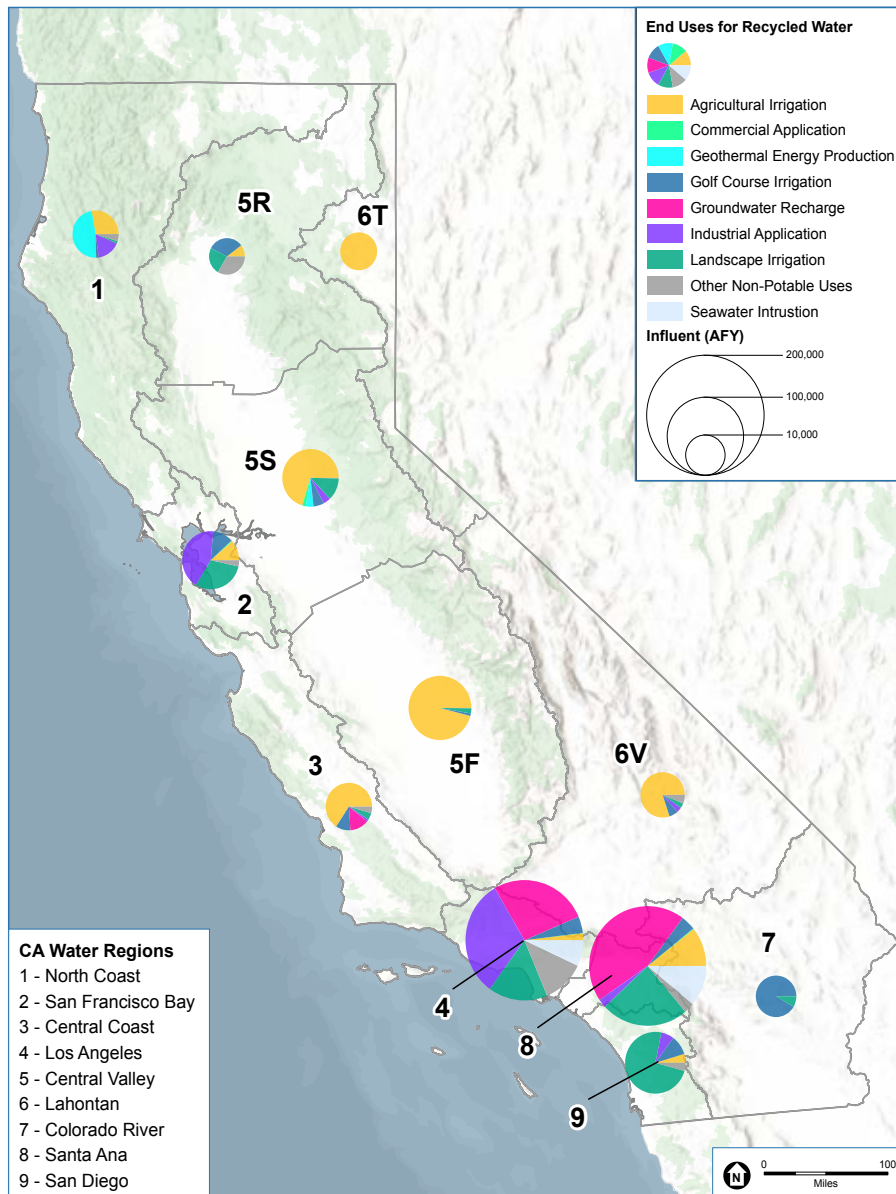 End Uses for Recycled Water
Agricultural Irrigation
Commercial Application
Geothermal Energy Production
Golf Course Irrigation
Groundwater Recharge
Industrial Application
Landscape Irrigation
Other Non-Potable Uses
Seawater Intrustion
Influent (AFY)
200,000
100,000
10,000
5R
6T
1
5S
2
5F
3
6V
7
4
8
9
CA Water Regions
1 - North Coast
2 - San Francisco Bay
3 - Central Coast
4 - Los Angeles
5 - Central Valley
6 - Lahontan
7 - Colorado River
8 - Santa Ana
9 - San Diego
N
0
100
Miles